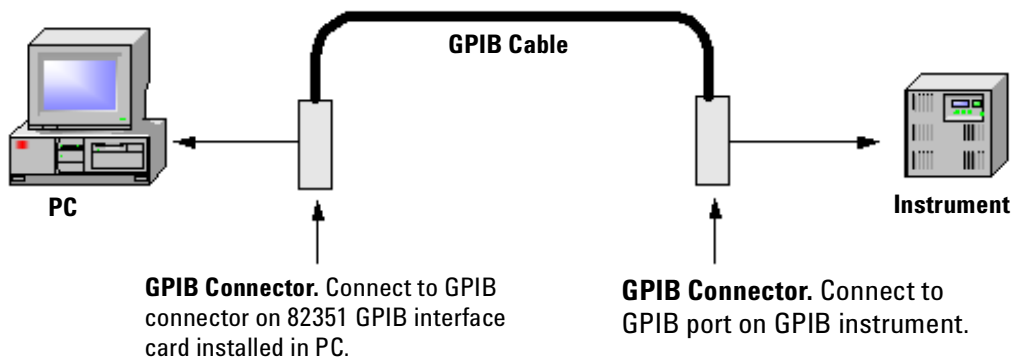 GPIB Cable
PC
Instrument
GPIB Connector. Connect to GPIB
connector on 82351 GPIB interface
card installed in PC.
GPIB Connector. Connect to
GPIB port on GPIB instrument.